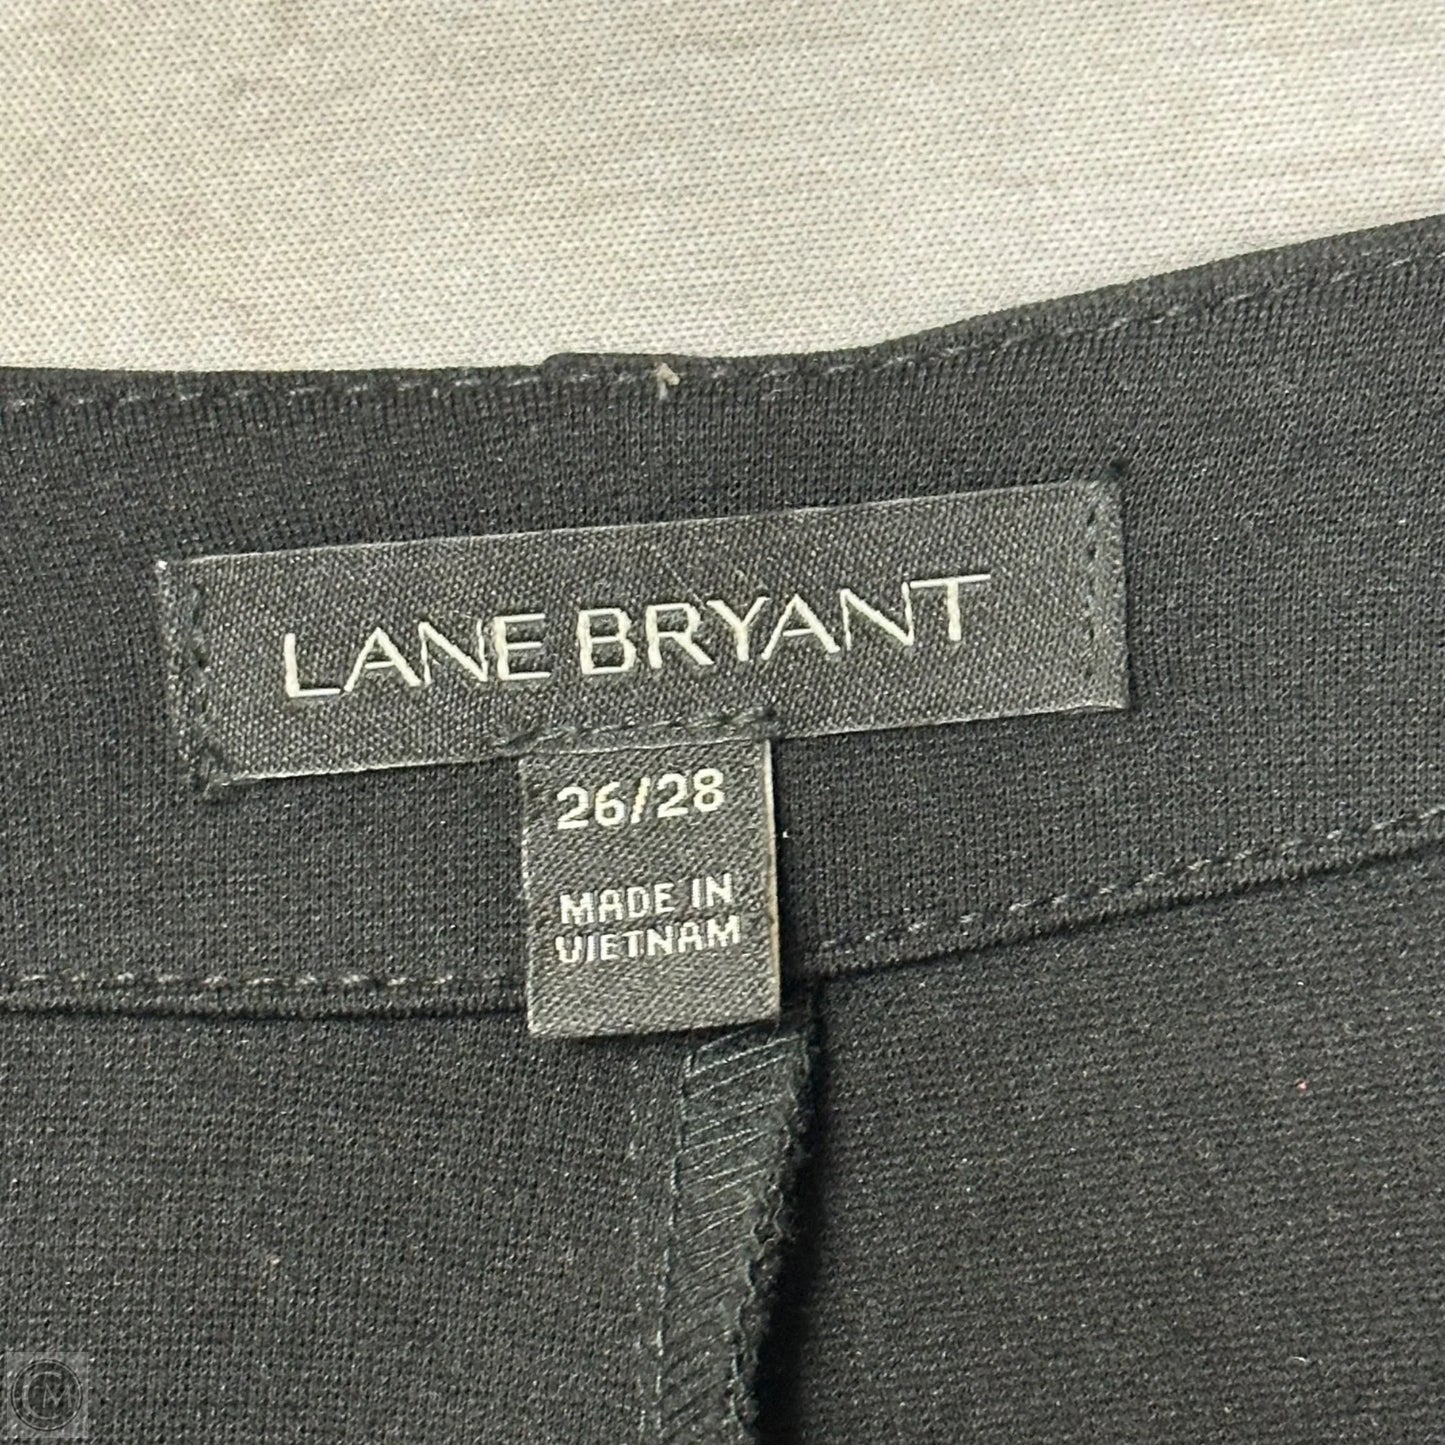 LANE BRYANT
26/28
MADE IN
VIETNAM